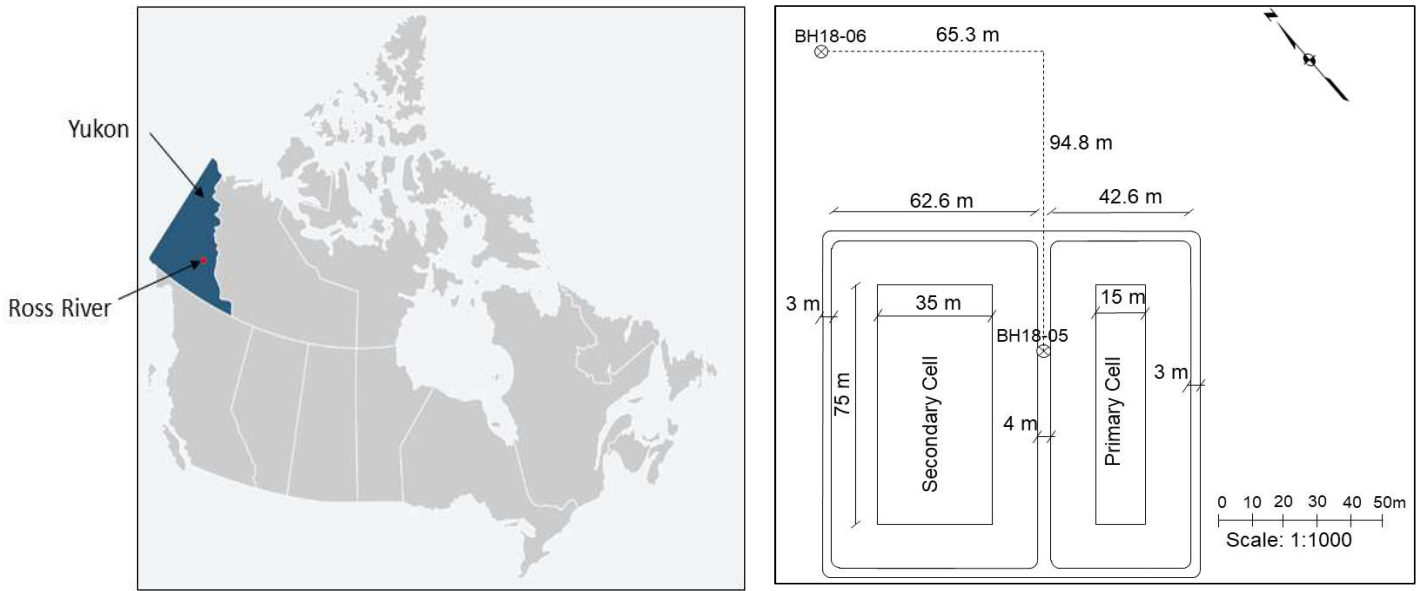 Yukon
Ross River
BH18-06
65.3 m
94.8 m
62.6 m
42.6 m
3 m
35 m
15 m
BH18-05
75 m
Secondary Cell
4 m
Primary Cell
3 m
N
0 10 20 30 40 50m
Scale: 1:1000